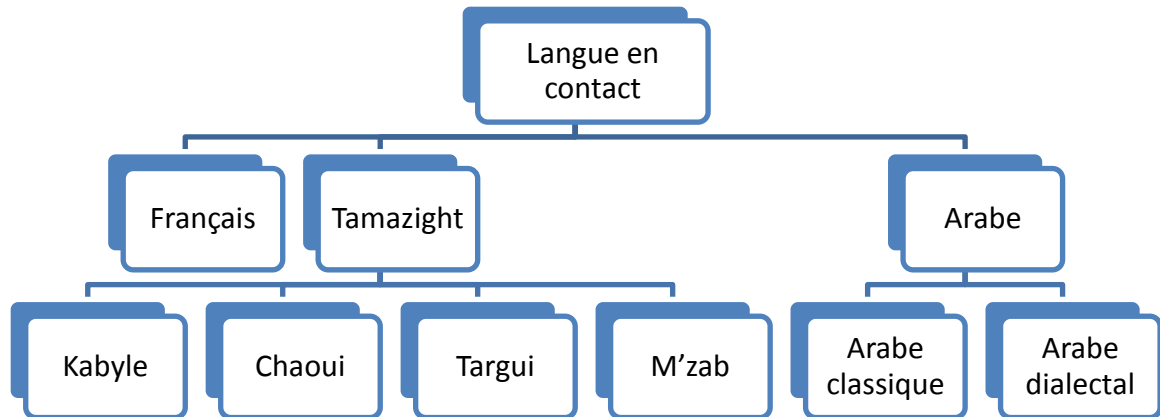 Langue en
contact
Français
Tamazight
Arabe
Kabyle
Chaoui
Targui
M’zab
Arabe
classique
Arabe
dialectal